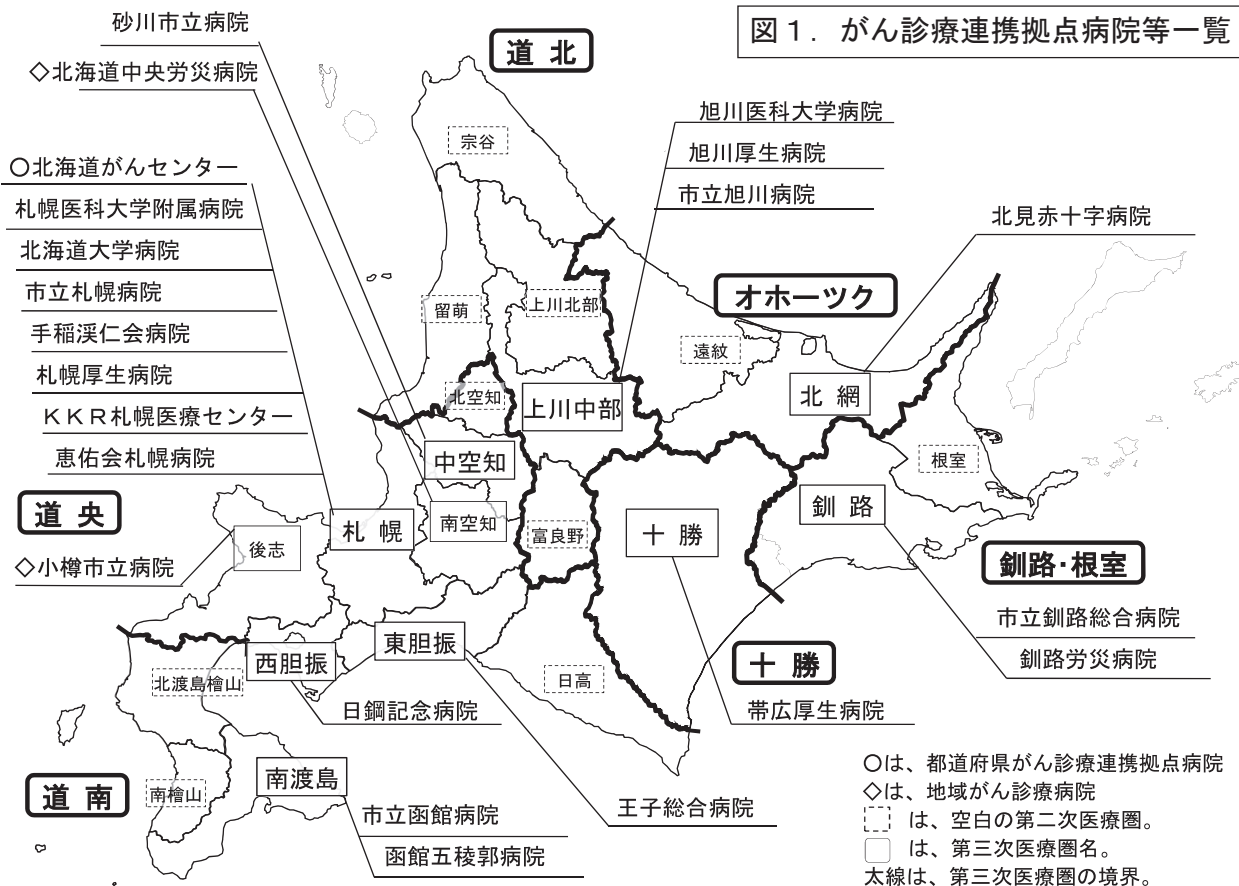 図１．がん診療連携拠点病院等一覧
砂川市立病院
◇北海道中央労災病院
○北海道がんセンター
札幌医科大学附属病院
北海道大学病院
市立札幌病院
手稲渓仁会病院
札幌厚生病院
ＫＫＲ札幌医療センター
恵佑会札幌病院
道央
◇小樽市立病院
道北
宗谷
旭川医科大学病院
旭川厚生病院
市立旭川病院
北見赤十字病院
オホーツク
留萌
上川北部
遠紋
北網
北空知
上川中部
中空知
根室
札幌
南空知
富良野
十勝
釧路
後志
釧路・根室
市立釧路総合病院
釧路労災病院
東胆振
西胆振
北渡島檜山
日高
十勝
日鋼記念病院
帯広厚生病院
道南
南檜山
南渡島
王子総合病院
市立函館病院
函館五稜郭病院
○は、都道府県がん診療連携拠点病院
◇は、地域がん診療病院
は、空白の第二次医療圏。
は、第三次医療圏名。
太線は、第三次医療圏の境界。